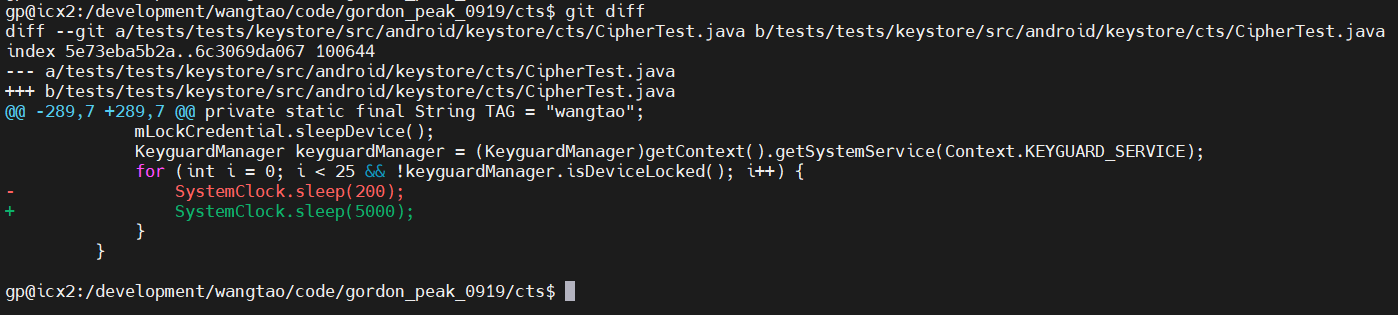 gp@icx2:/development/wangtao/code/gordon_peak_0919/cts$ git diff
diff --git a/tests/tests/keystore/src/android/keystore/cts/CipherTest.java b/tests/tests/keystore/src/android/keystore/cts/CipherTest.java
index 5e73eba5b2a..6c3069da067 100644
--- a/tests/tests/keystore/src/android/keystore/cts/CipherTest.java
+++ b/tests/tests/keystore/src/android/keystore/cts/CipherTest.java
@@ -289,7 +289,7 @@ private static final String TAG = "wangtao";
             mLockCredential.sleepDevice();
             KeyguardManager keyguardManager = (KeyguardManager)getContext().getSystemService(Context.KEYGUARD_SERVICE);
             for (int i = 0; i < 25 && !keyguardManager.isDeviceLocked(); i++) {
-                SystemClock.sleep(200);
+                SystemClock.sleep(5000);
             }
         }
gp@icx2:/development/wangtao/code/gordon_peak_0919/cts$